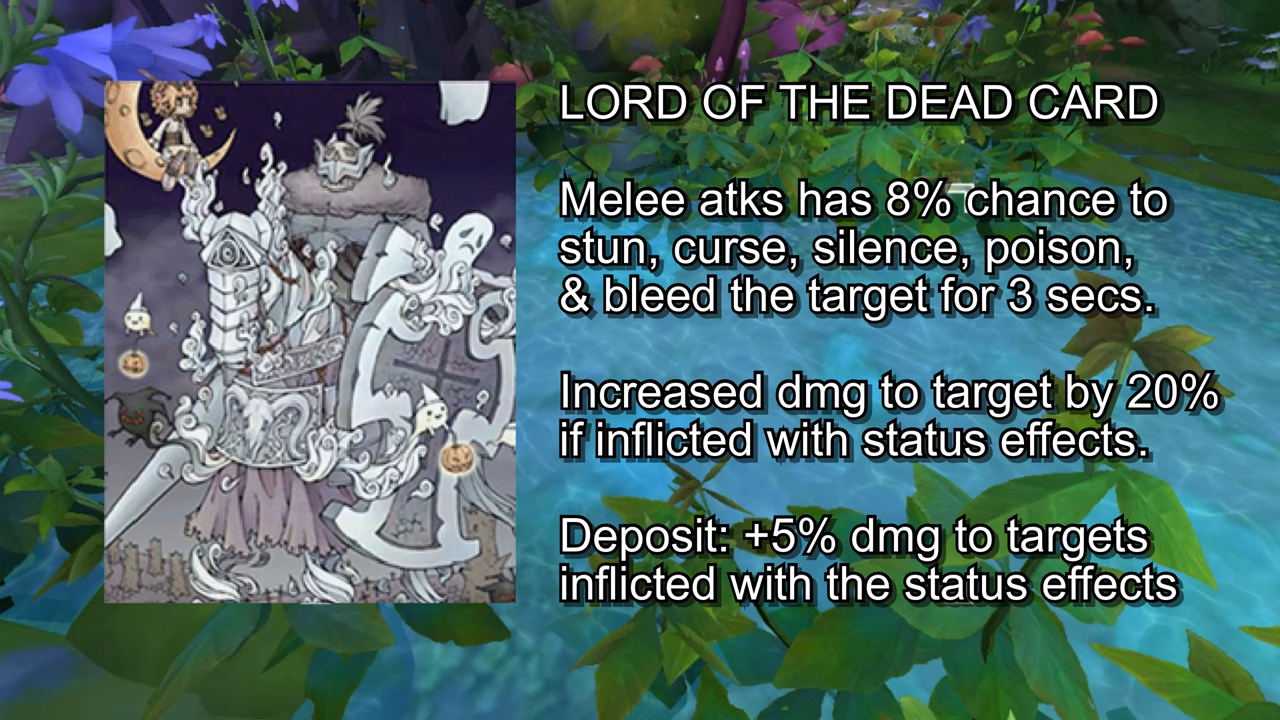 LORD OF THE DEAD CARD
Melee atks has 8% chance to
stun, curse, silence, poison,
& bleed the target for 3 secs.
Increased dmg to target by 20%
if inflicted with status effects.
Deposit: +5% dmg to targets
inflicted with the status effects